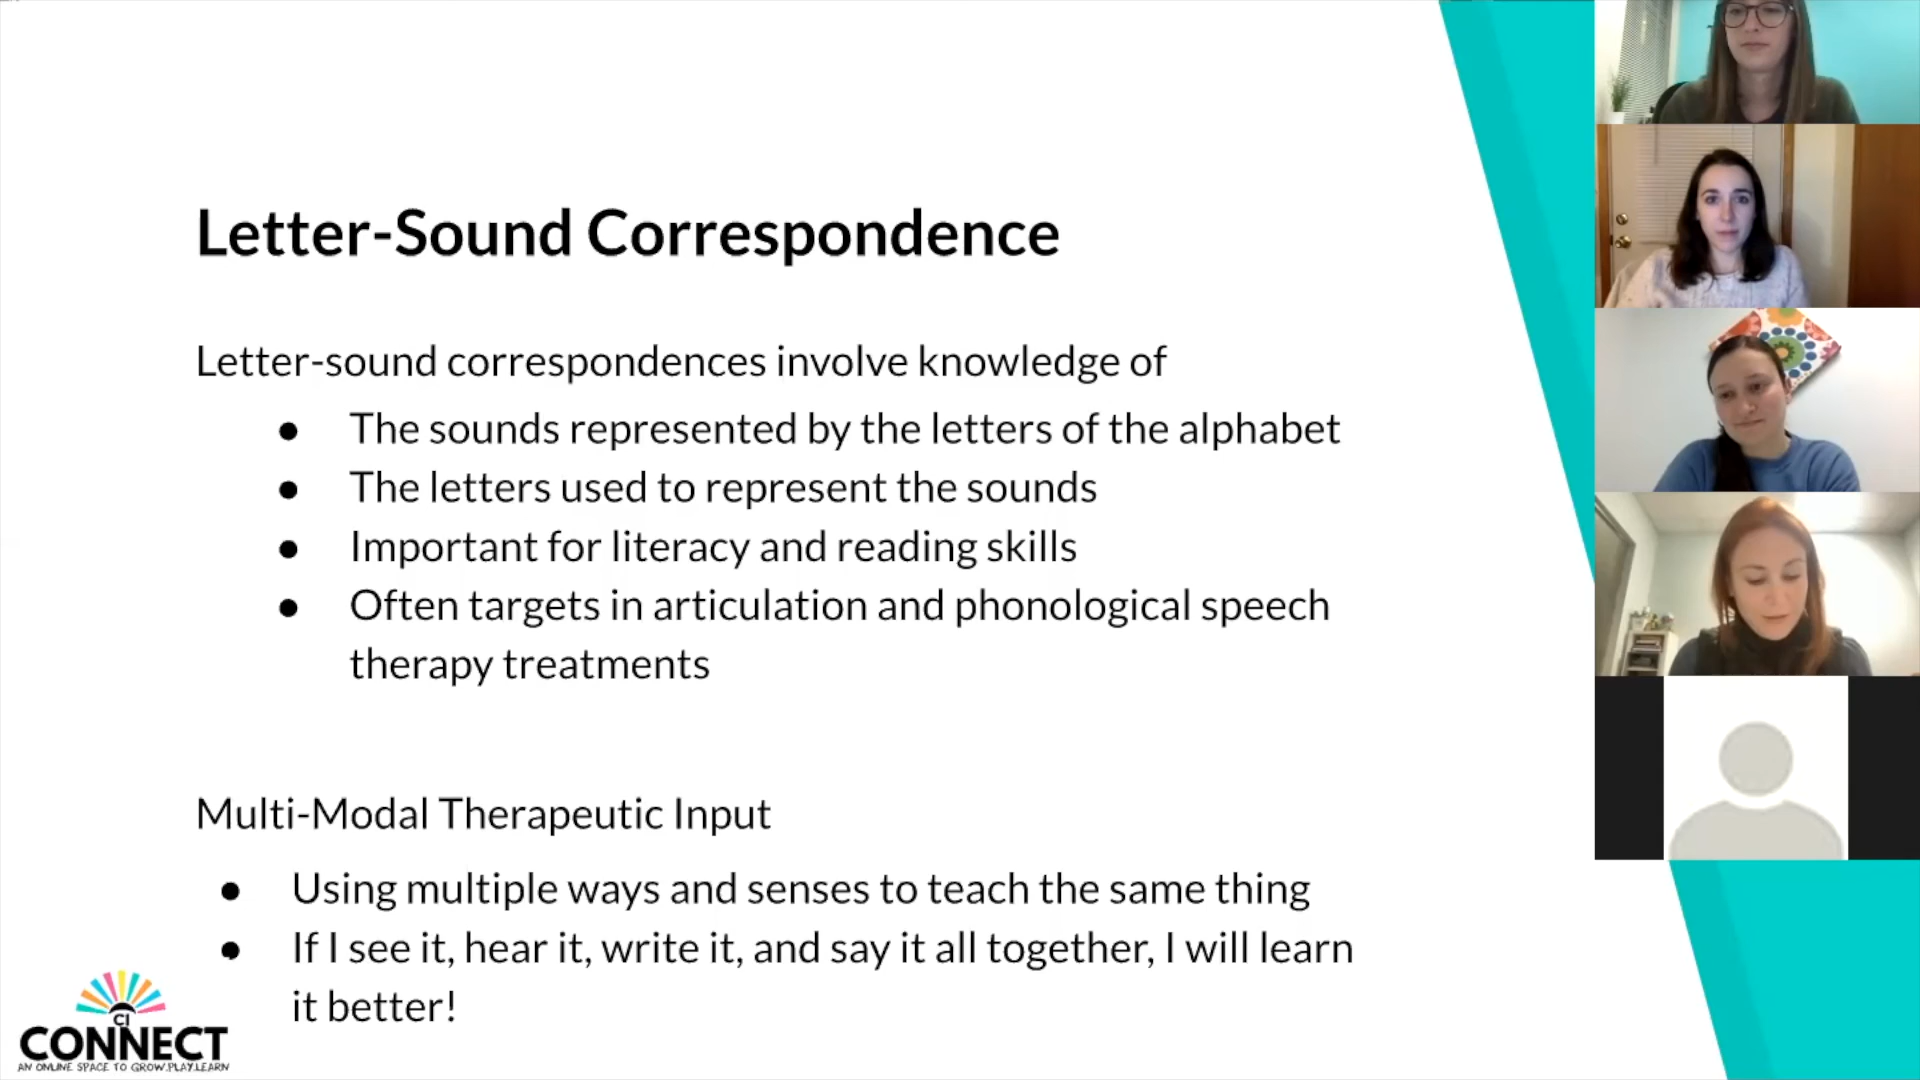 Letter-Sound Correspondence
Letter-sound correspondences involve knowledge of
● The sounds represented by the letters of the alphabet
● The letters used to represent the sounds
● Important for literacy and reading skills
● Often targets in articulation and phonological speech
therapy treatments
Multi-Modal Therapeutic Input
● Using multiple ways and senses to teach the same thing
● If I see it, hear it, write it, and say it all together, I will learn
it better!
CI
CONNECT
AN ONLINE SPACE TO GROW.PLAY.LEARN